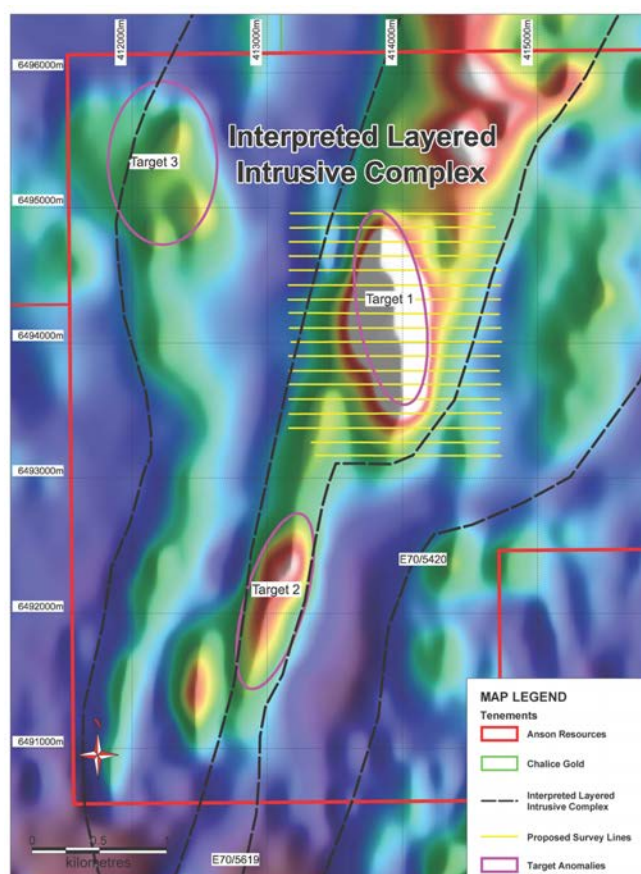 412000m
413000m
414000m
415000m
6496000m
Interpreted Layered
Intrusive Complex
Target 3
6495000m
Target 1
6494000m
6493000m
E70/5420
Target 2
6492000m
6491000m
N
0 0.5 1
kilometres
E70/5619
MAP LEGEND
Tenements
Anson Resources
Chalice Gold
Interpreted Layered
Intrusive Complex
Proposed Survey Lines
Target Anomalies